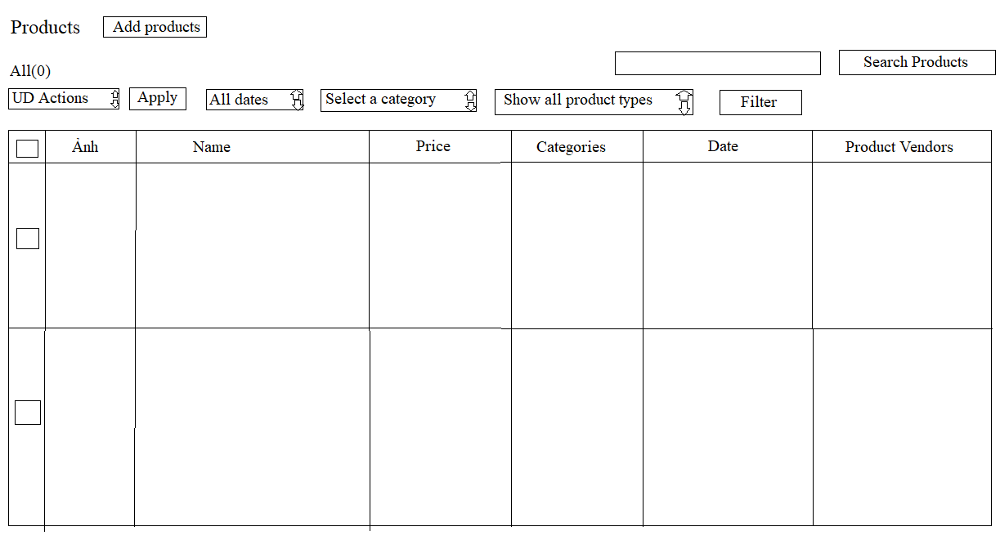 Products Add products
Search Products
All(0)
UD Actions Apply All dates Select a category Show all product types Filter
Ảnh Name Price Categories Date Product Vendors